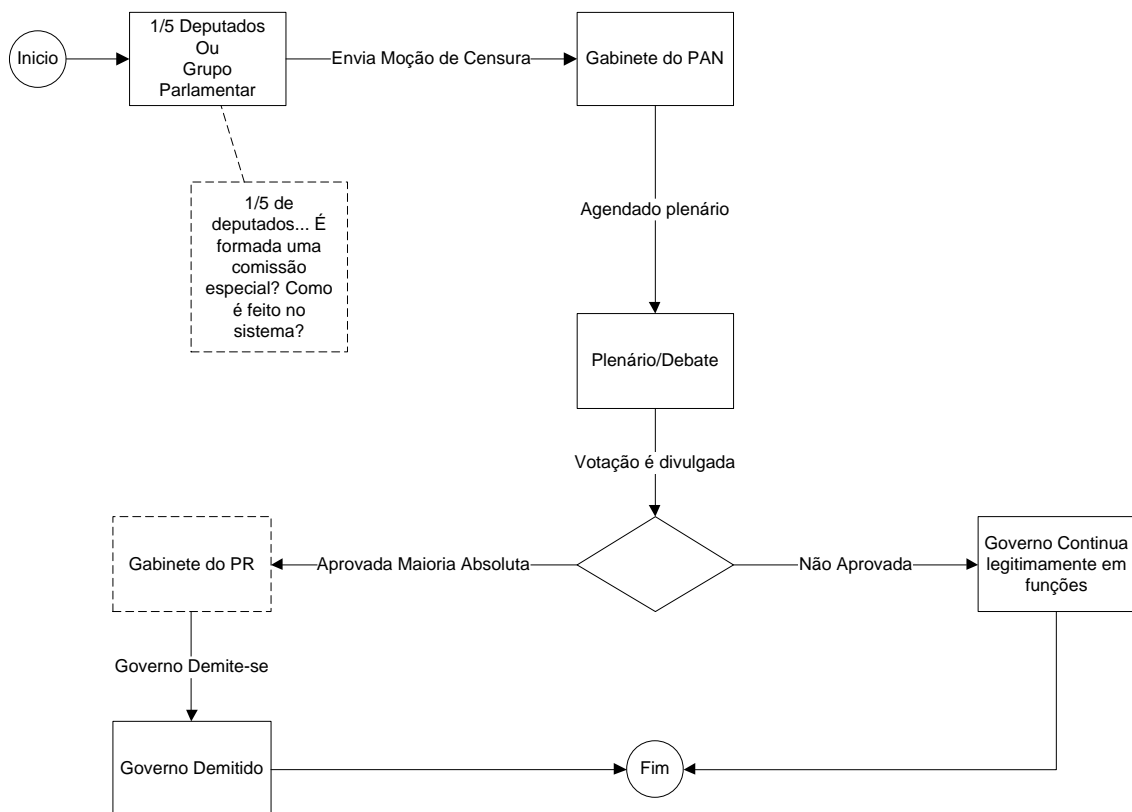 Inicio
1/5 Deputados
Ou
Grupo
Parlamentar
Envia Moção de Censura
Gabinete do PAN
1/5 de
deputados... É
formada uma
comissão
especial? Como
é feito no
sistema?
Agendado plenário
Plenário/Debate
Votação é divulgada
Gabinete do PR
Aprovada Maioria Absoluta
Não Aprovada
Governo Continua
legitimamente em
funções
Governo Demite-se
Governo Demitido
Fim